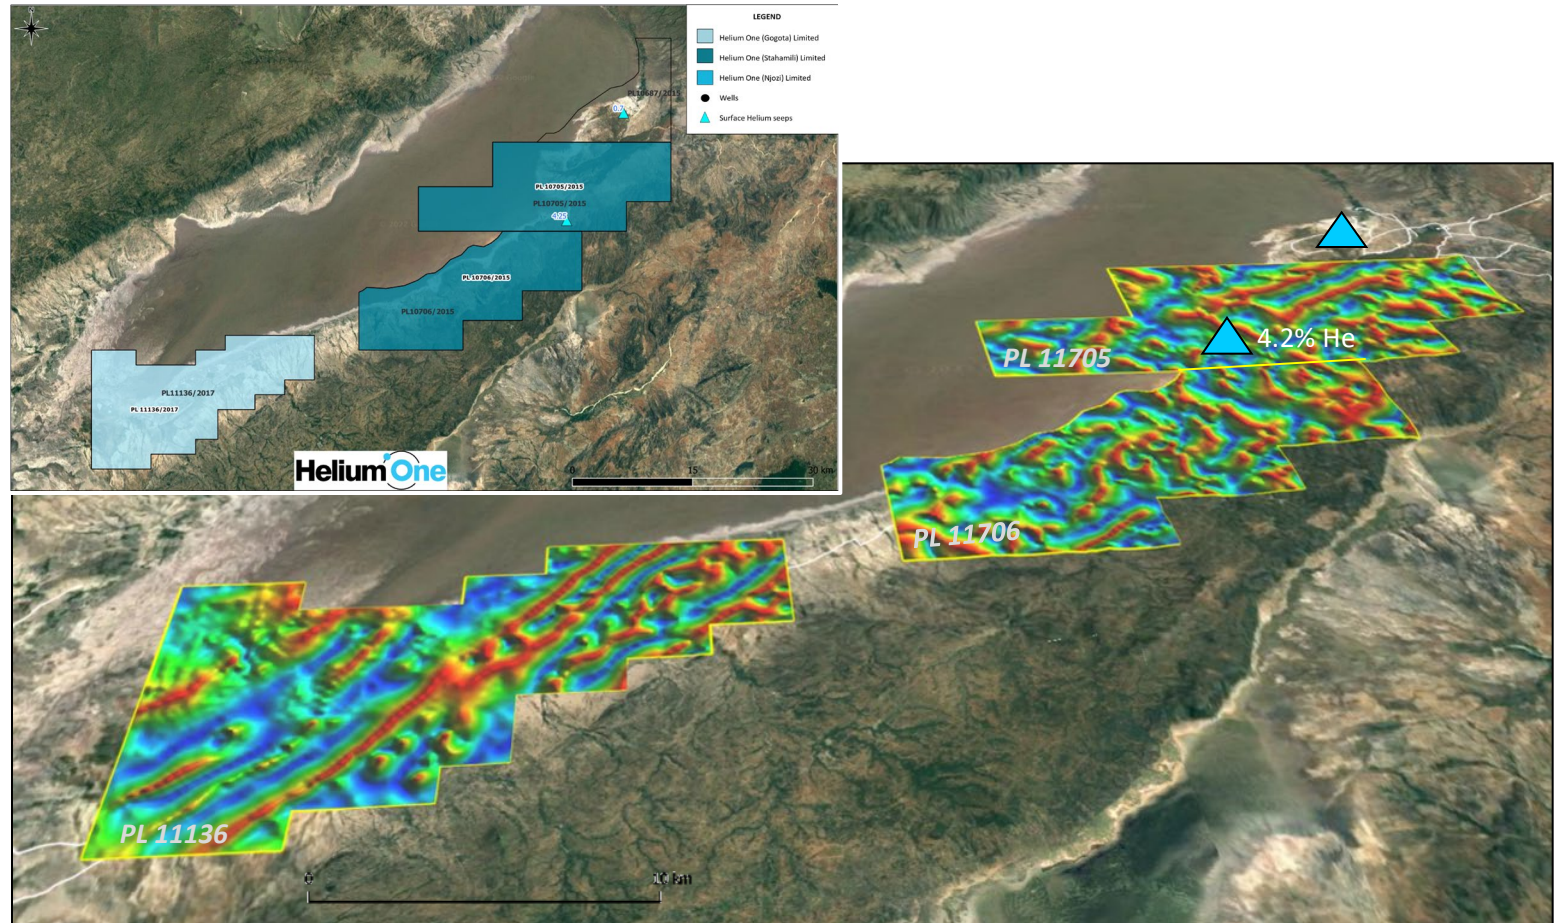 N
LEGEND
Helium One (Gogota) Limited
Helium One (Stahamili) Limited
Helium One (Njozi) Limited
Wells
Surface Helium seeps
PL10687/2015
0.7
PL 10705/2015
PL10705/2015
4.25
PL 10706/2015
PL10706/2015
PL11136/2017
PL 11136/2017
Helium One
0 15 30 km
4.2% He
PL 11705
PL 11706
PL 11136
0 10 km